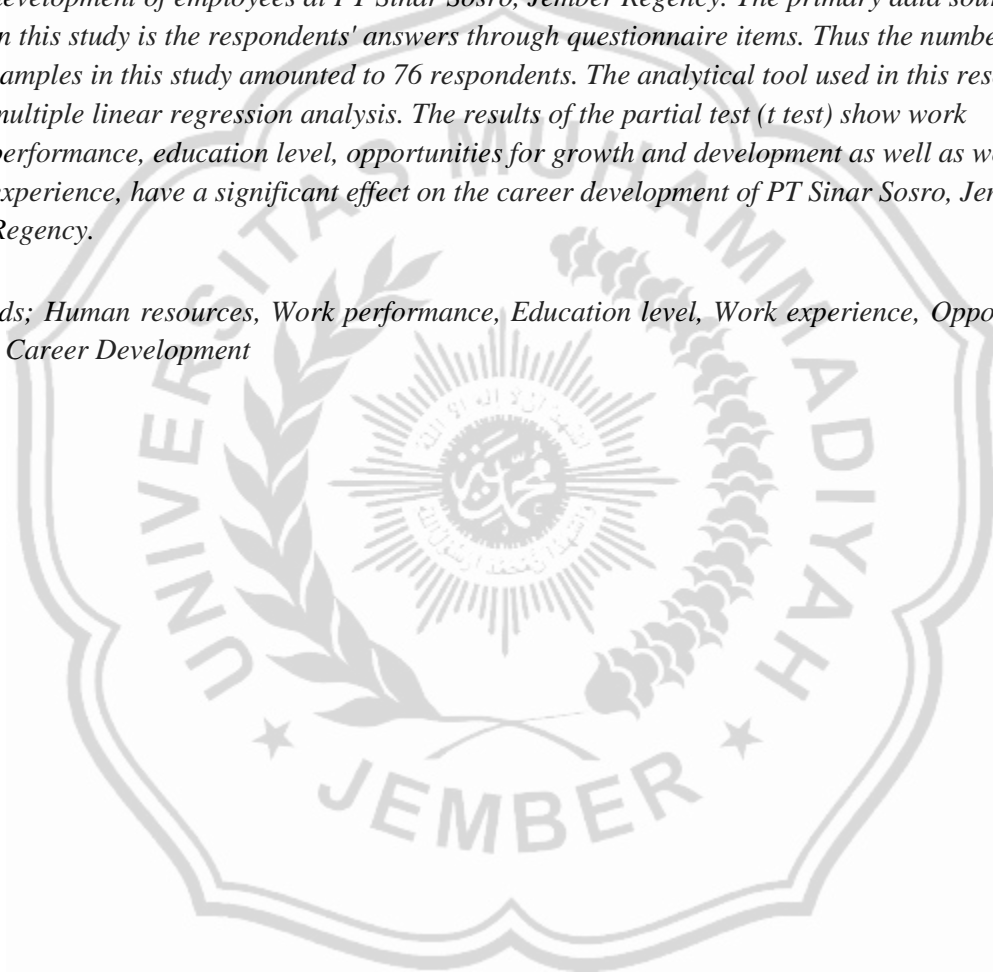 development of employees at PT Sinar Sosro, Jember Regency. The primary data sour
n this study is the respondents' answers through questionnaire items. Thus the numbe
amples in this study amounted to 76 respondents. The analytical tool used in this res
multiple linear regression analysis. The results of the partial test (t test) show work
performance, education level, opportunities for growth and development as well as w
experience, have a significant effect on the career development of PT Sinar Sosro, Jer
Regency.
ds; Human resources, Work performance, Education level, Work experience, Oppo
Career Development
UNIVERSITAS MUHAMMADIYAH
JEMBER